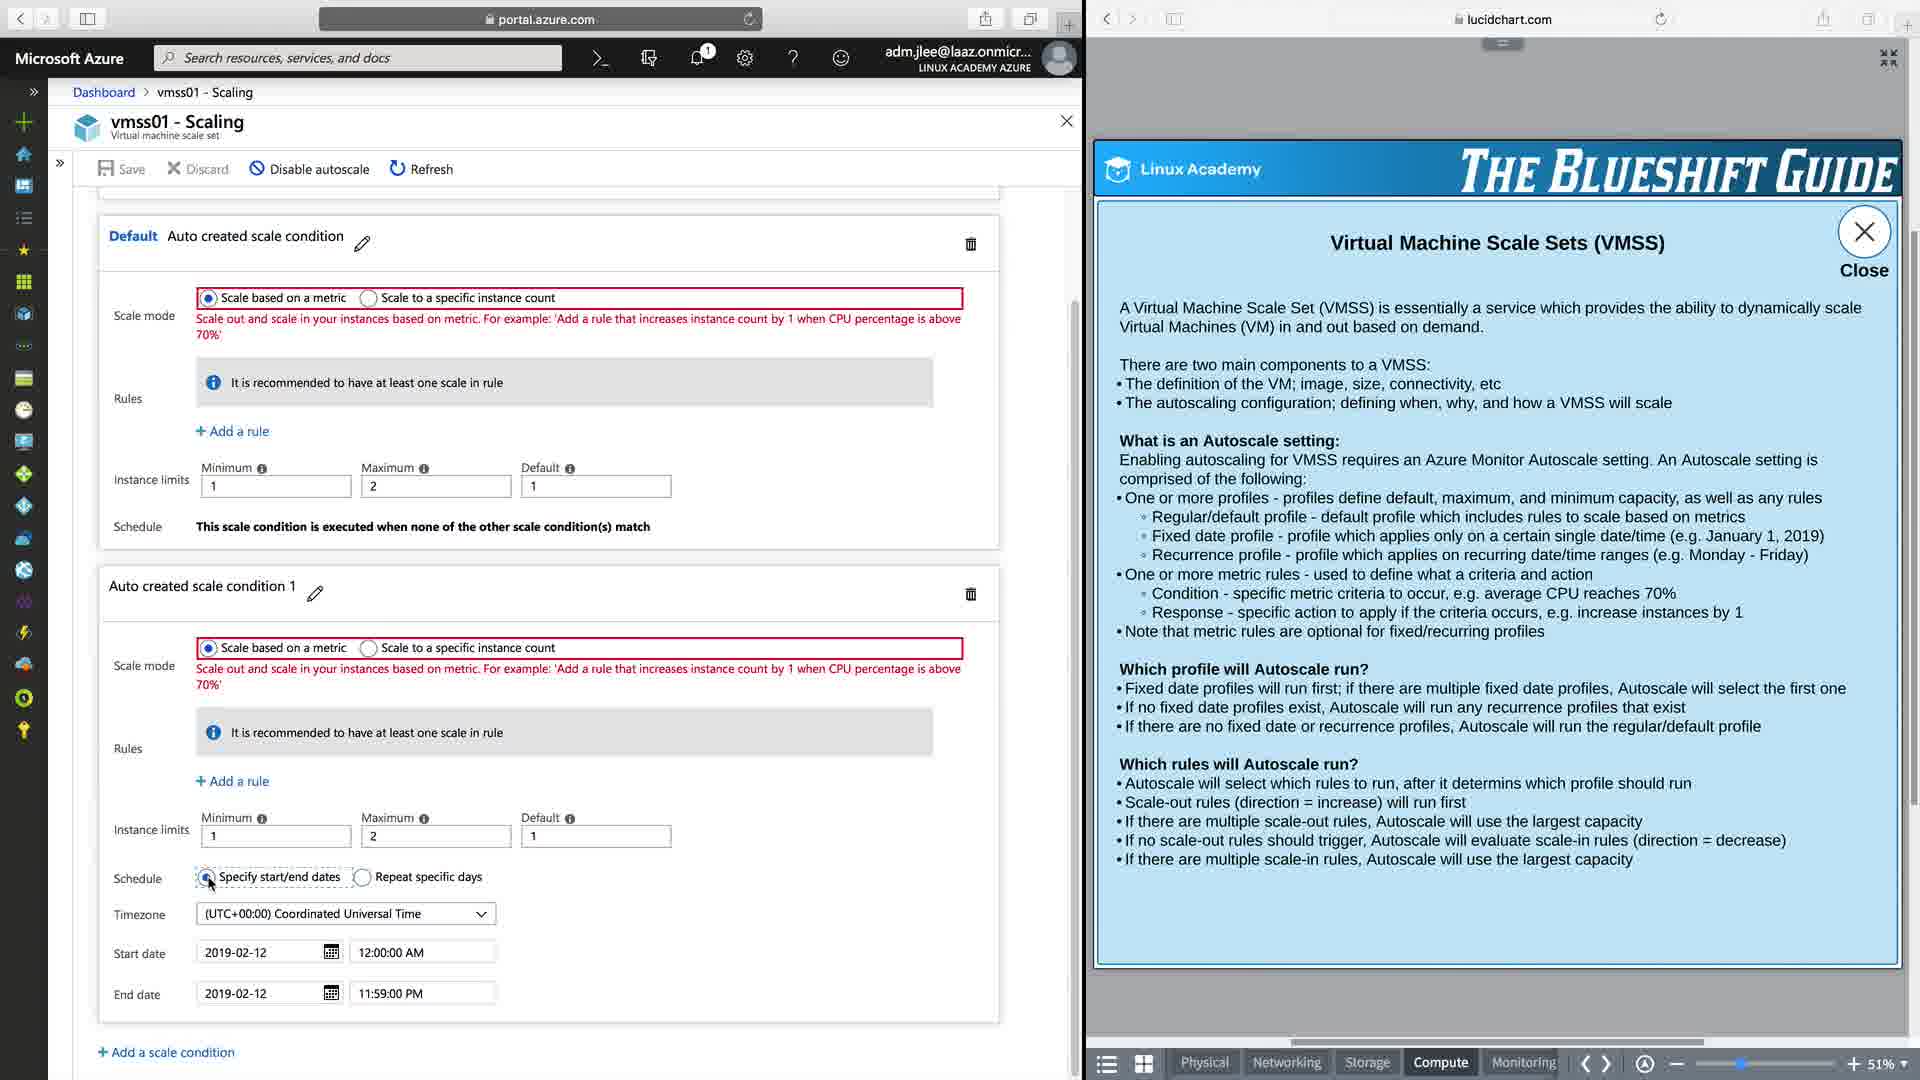 portal.azure.com
Microsoft Azure
Search resources, services, and docs
1
adm.jlee@laaz.onmicr...
LINUX ACADEMY AZURE
Dashboard > vmss01 - Scaling
vmss01 - Scaling
Virtual machine scale set
Save
Discard
Disable autoscale
Refresh
Default Auto created scale condition
Scale mode
Scale based on a metric
Scale to a specific instance count
Scale out and scale in your instances based on metric. For example: 'Add a rule that increases instance count by 1 when CPU percentage is above
70%'
Rules
It is recommended to have at least one scale in rule
+ Add a rule
Instance limits
Minimum
1
Maximum
2
Default
1
Schedule
This scale condition is executed when none of the other scale condition(s) match
Auto created scale condition 1
Scale mode
Scale based on a metric
Scale to a specific instance count
Scale out and scale in your instances based on metric. For example: 'Add a rule that increases instance count by 1 when CPU percentage is above
70%'
Rules
It is recommended to have at least one scale in rule
+ Add a rule
Instance limits
Minimum
1
Maximum
2
Default
1
Schedule
Specify start/end dates
Repeat specific days
Timezone
(UTC+00:00) Coordinated Universal Time
Start date
2019-02-12
12:00:00 AM
End date
2019-02-12
11:59:00 PM
+ Add a scale condition
lucidchart.com
Linux Academy
THE BLUESHIFT GUIDE
Virtual Machine Scale Sets (VMSS)
Close
A Virtual Machine Scale Set (VMSS) is essentially a service which provides the ability to dynamically scale
Virtual Machines (VM) in and out based on demand.
There are two main components to a VMSS:
• The definition of the VM; image, size, connectivity, etc
• The autoscaling configuration; defining when, why, and how a VMSS will scale
What is an Autoscale setting:
Enabling autoscaling for VMSS requires an Azure Monitor Autoscale setting. An Autoscale setting is
comprised of the following:
• One or more profiles - profiles define default, maximum, and minimum capacity, as well as any rules
◦ Regular/default profile - default profile which includes rules to scale based on metrics
◦ Fixed date profile - profile which applies only on a certain single date/time (e.g. January 1, 2019)
◦ Recurrence profile - profile which applies on recurring date/time ranges (e.g. Monday - Friday)
• One or more metric rules - used to define what a criteria and action
◦ Condition - specific metric criteria to occur, e.g. average CPU reaches 70%
◦ Response - specific action to apply if the criteria occurs, e.g. increase instances by 1
• Note that metric rules are optional for fixed/recurring profiles
Which profile will Autoscale run?
• Fixed date profiles will run first; if there are multiple fixed date profiles, Autoscale will select the first one
• If no fixed date profiles exist, Autoscale will run any recurrence profiles that exist
• If there are no fixed date or recurrence profiles, Autoscale will run the regular/default profile
Which rules will Autoscale run?
• Autoscale will select which rules to run, after it determins which profile should run
• Scale-out rules (direction = increase) will run first
• If there are multiple scale-out rules, Autoscale will use the largest capacity
• If no scale-out rules should trigger, Autoscale will evaluate scale-in rules (direction = decrease)
• If there are multiple scale-in rules, Autoscale will use the largest capacity
Physical
Networking
Storage
Compute
Monitoring
51%